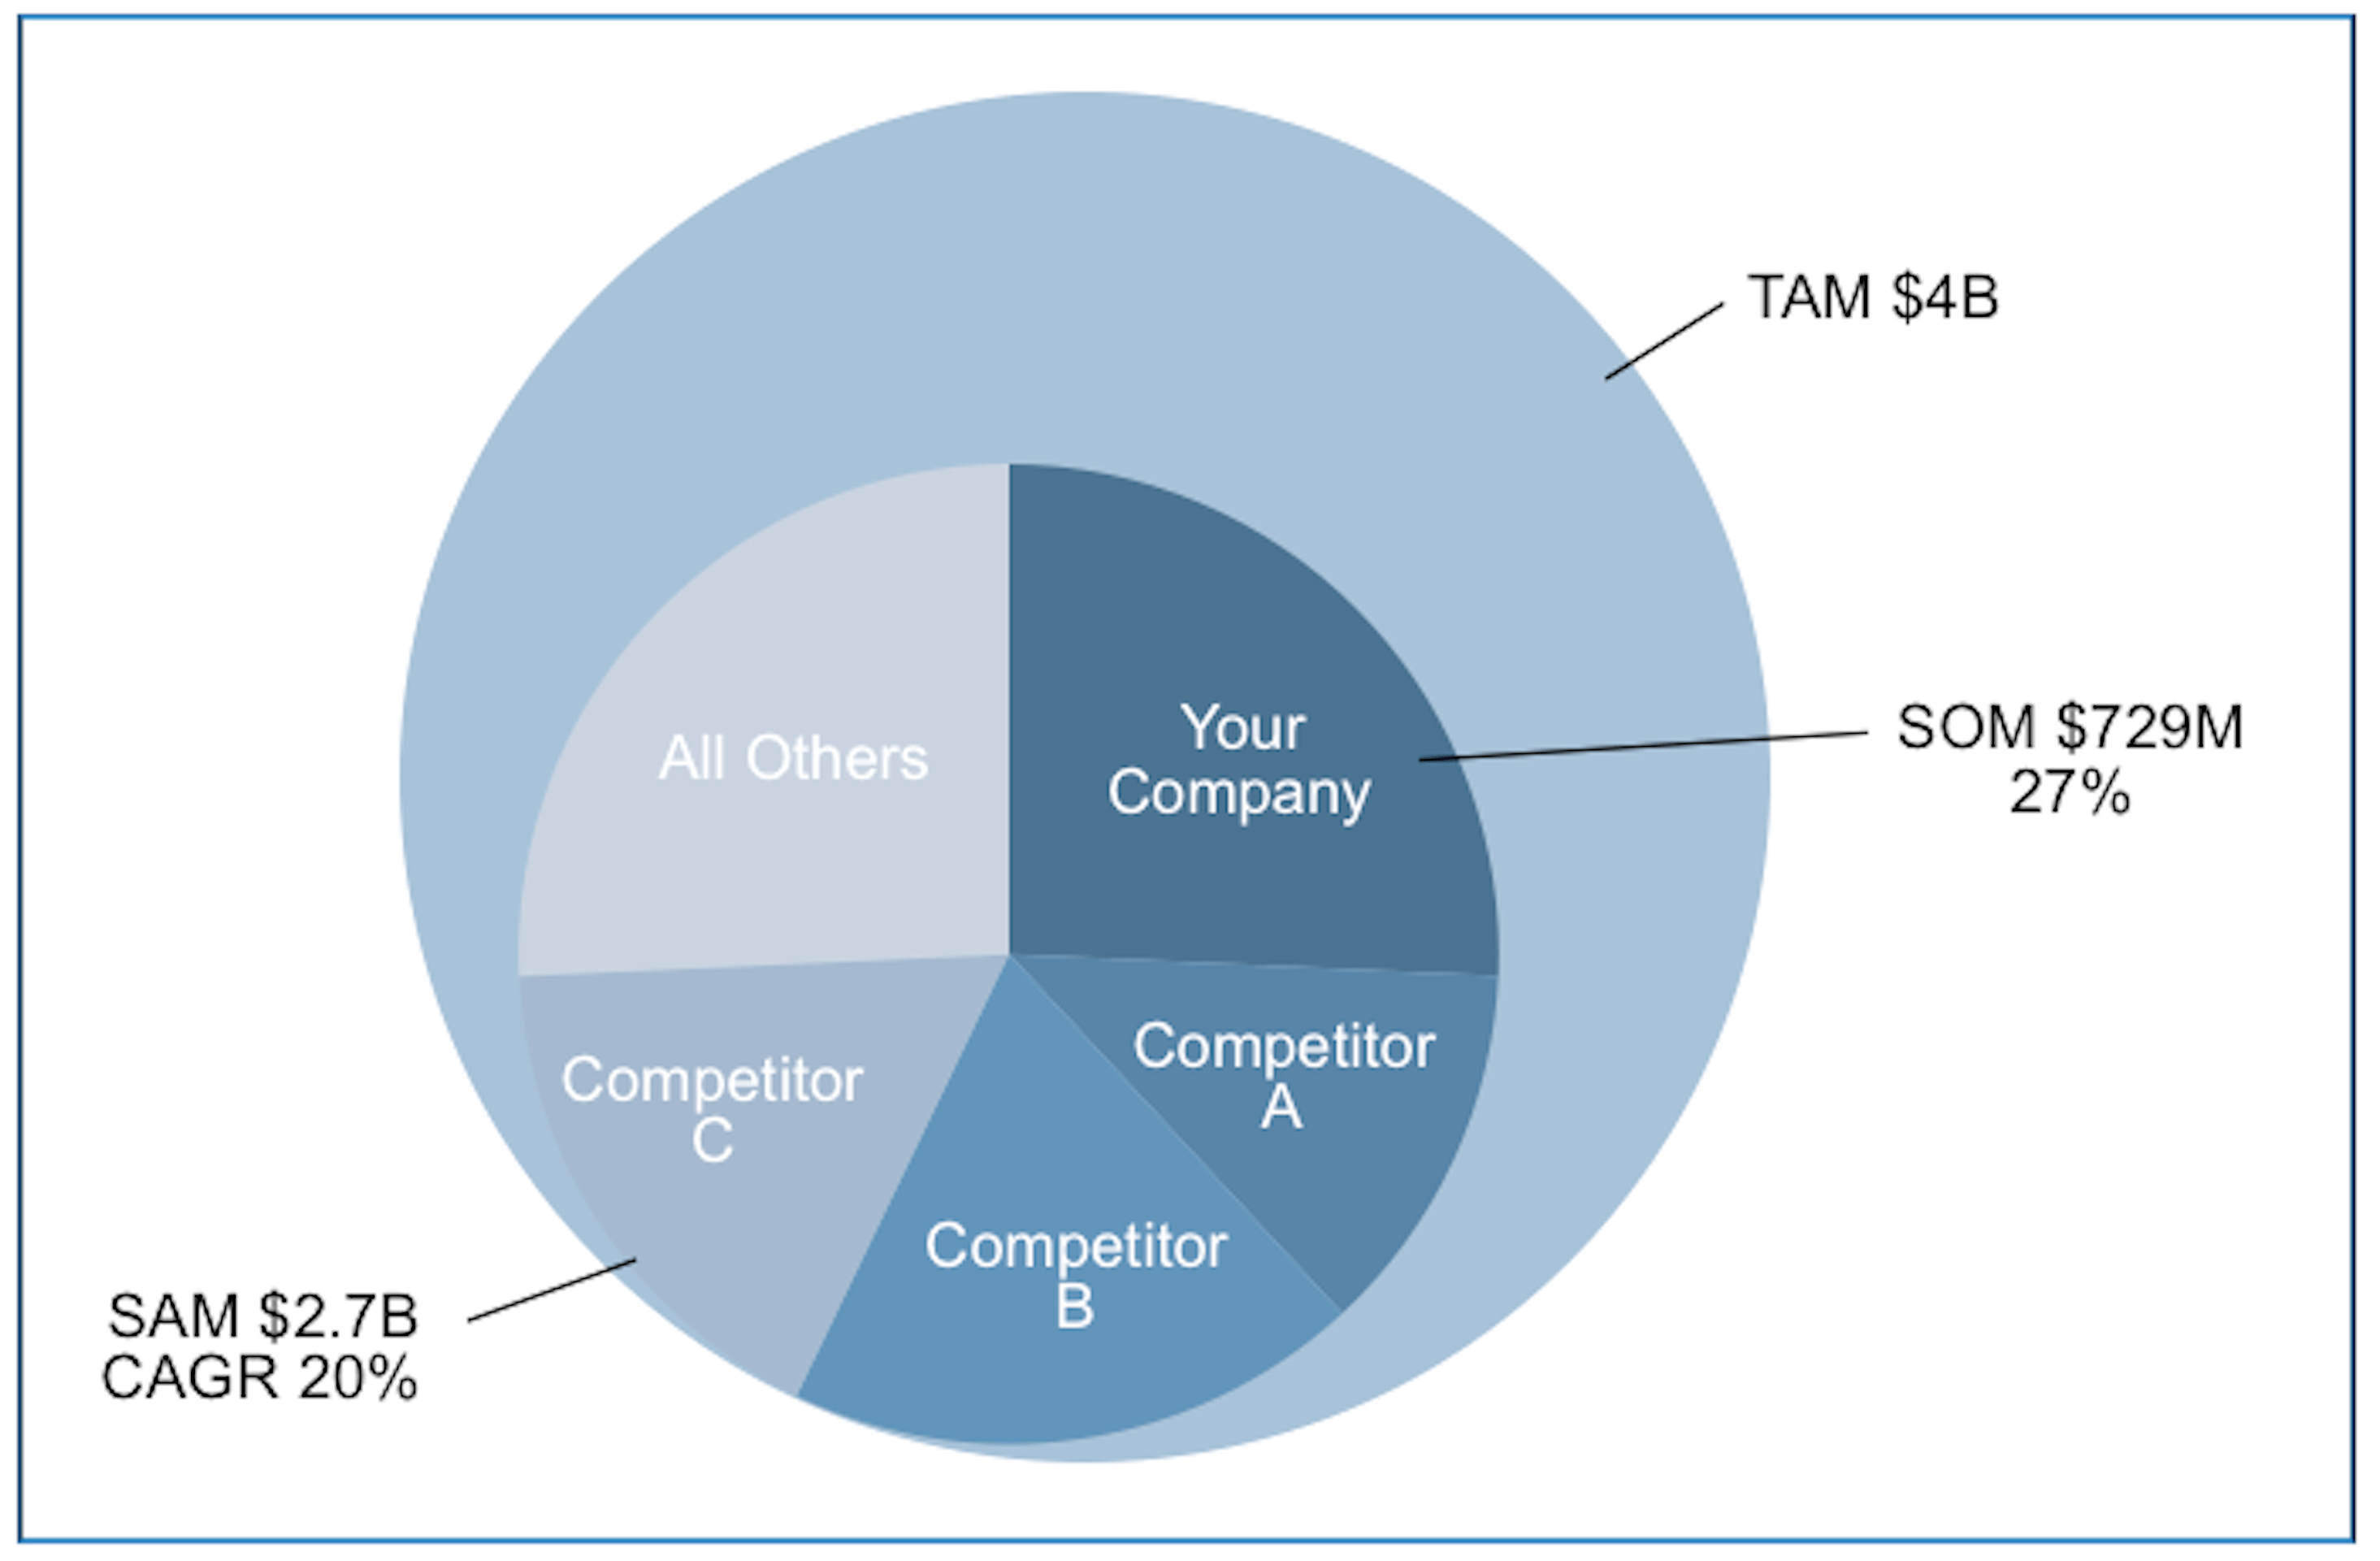 TAM $4B
SOM $729M
27%
Your
Company
All Others
Competitor
A
Competitor
C
Competitor
B
SAM $2.7B
CAGR 20%